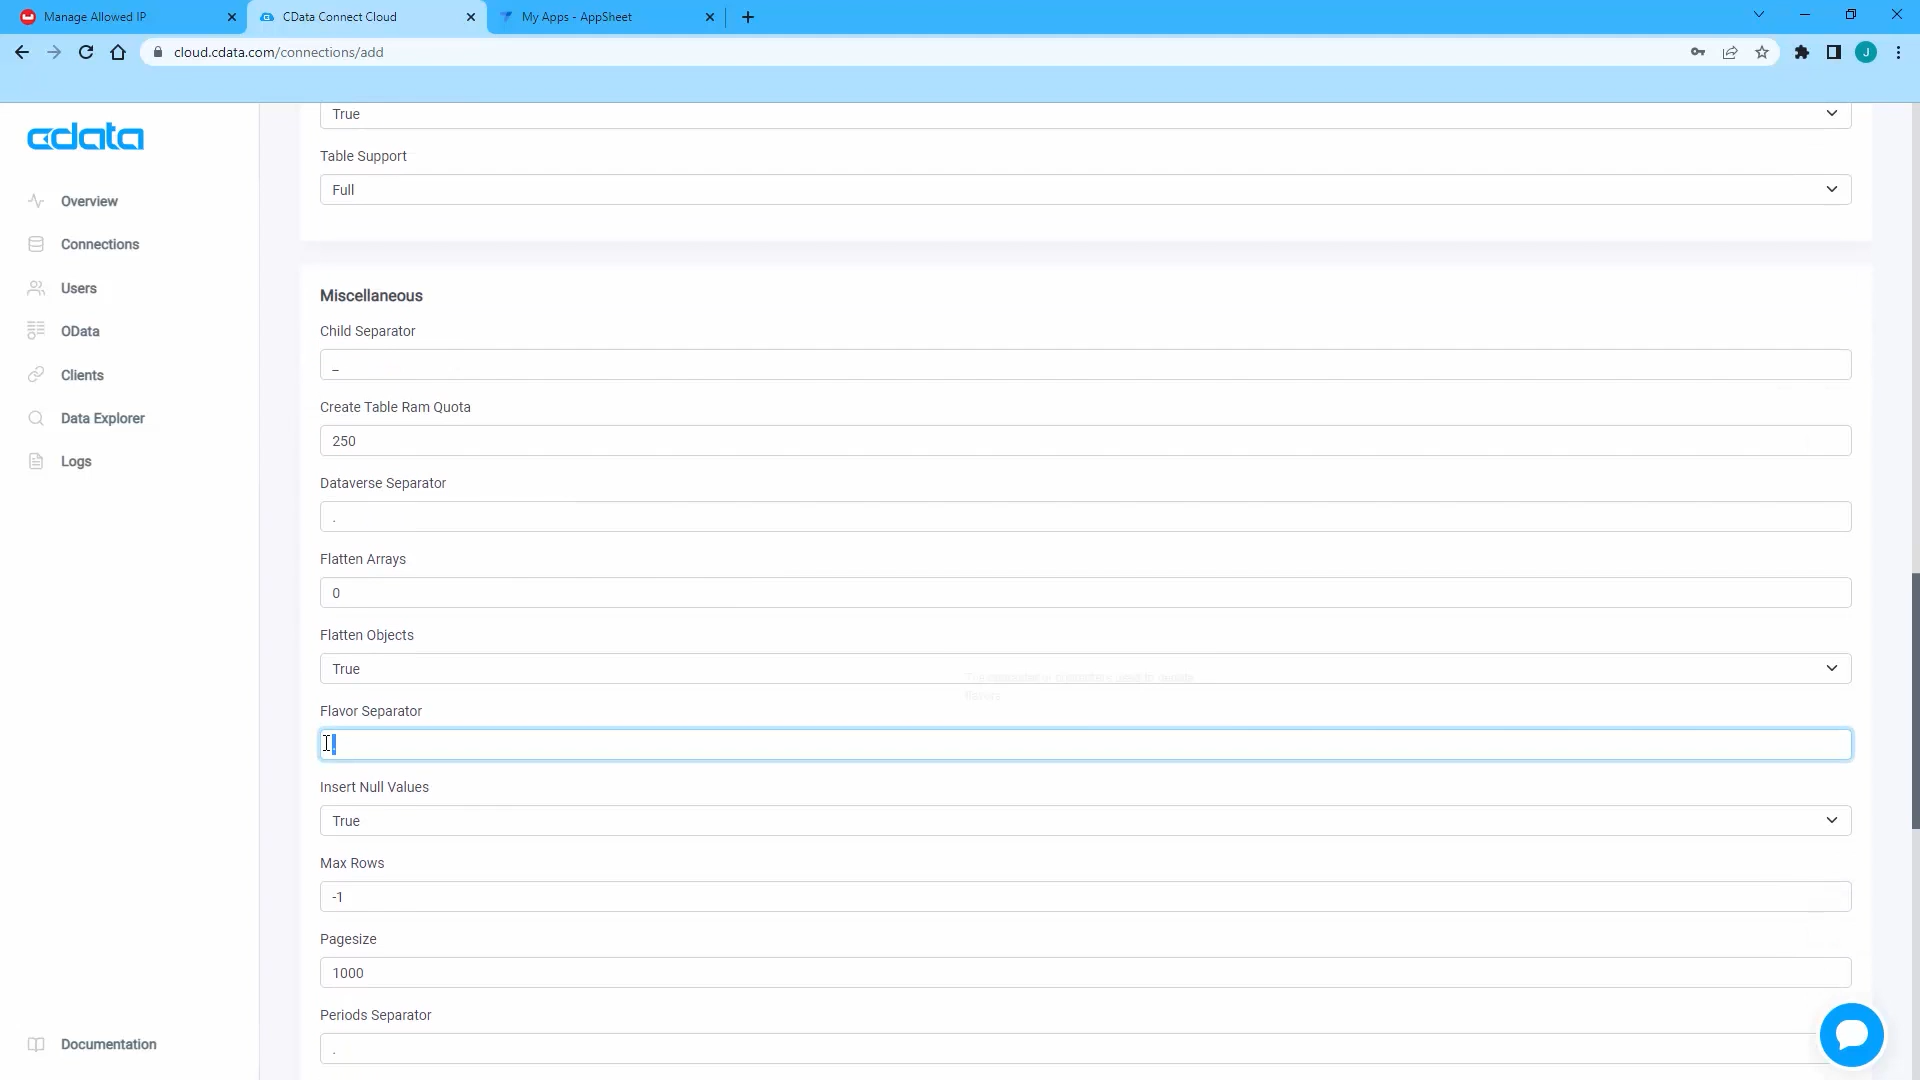 Manage Allowed IP
CData Connect Cloud
My Apps - AppSheet
cloud.cdata.com/connections/add
J
cdata
Overview
Connections
Users
OData
Clients
Data Explorer
Logs
Documentation
True
Table Support
Full
Miscellaneous
Child Separator
_
Create Table Ram Quota
250
Dataverse Separator
.
Flatten Arrays
0
Flatten Objects
True
Flavor Separator
Insert Null Values
True
Max Rows
-1
Pagesize
1000
Periods Separator
.